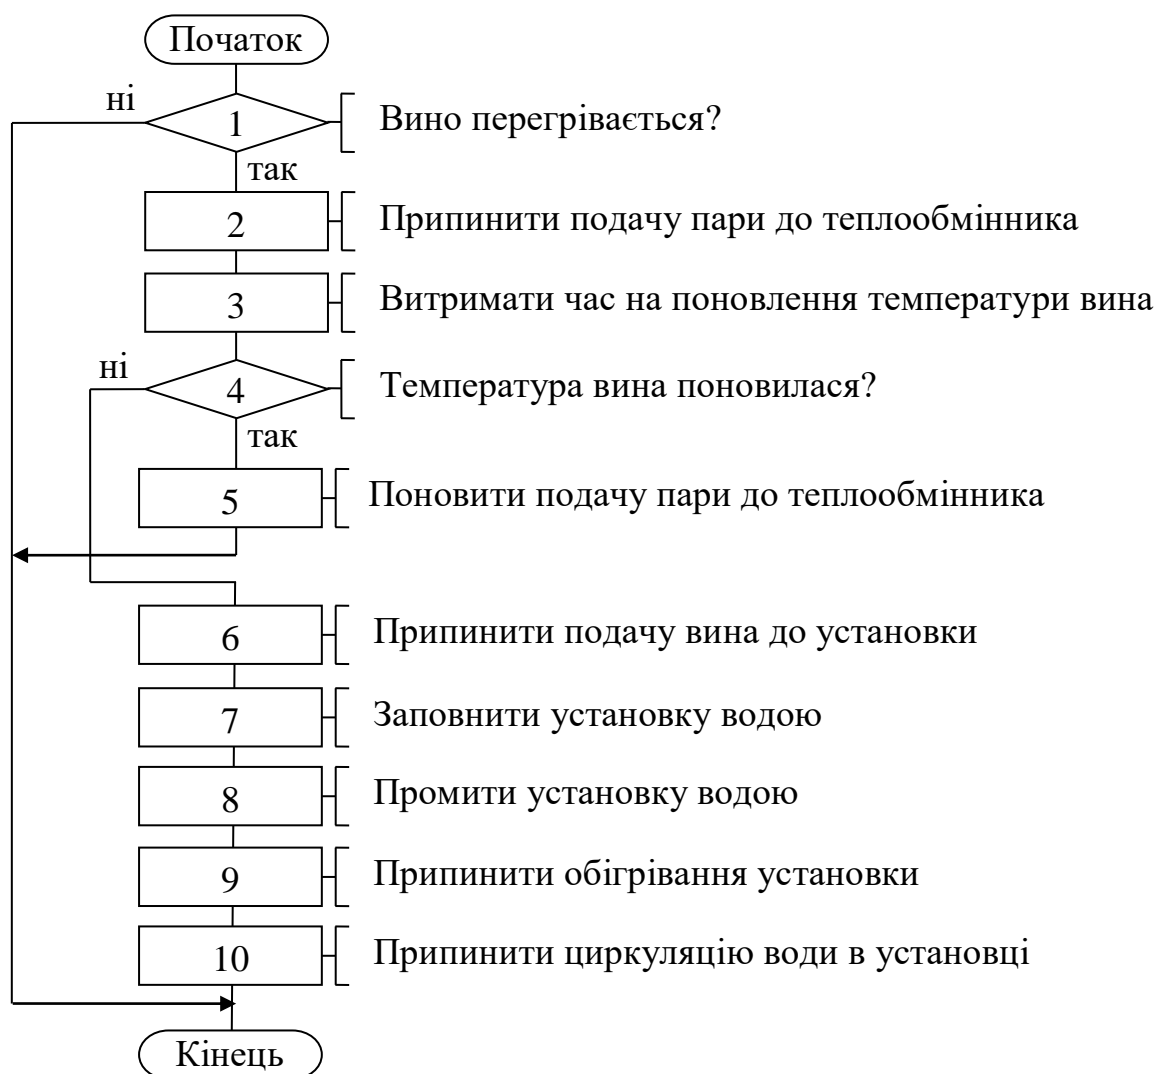 Початок
ні
1
Вино перегрівається?
так
2
Припинити подачу пари до теплообмінника
3
Витримати час на поновлення температури вина
ні
4
Температура вина поновилася?
так
5
Поновити подачу пари до теплообмінника
6
Припинити подачу вина до установки
7
Заповнити установку водою
8
Промити установку водою
9
Припинити обігрівання установки
10
Припинити циркуляцію води в установці
Кінець